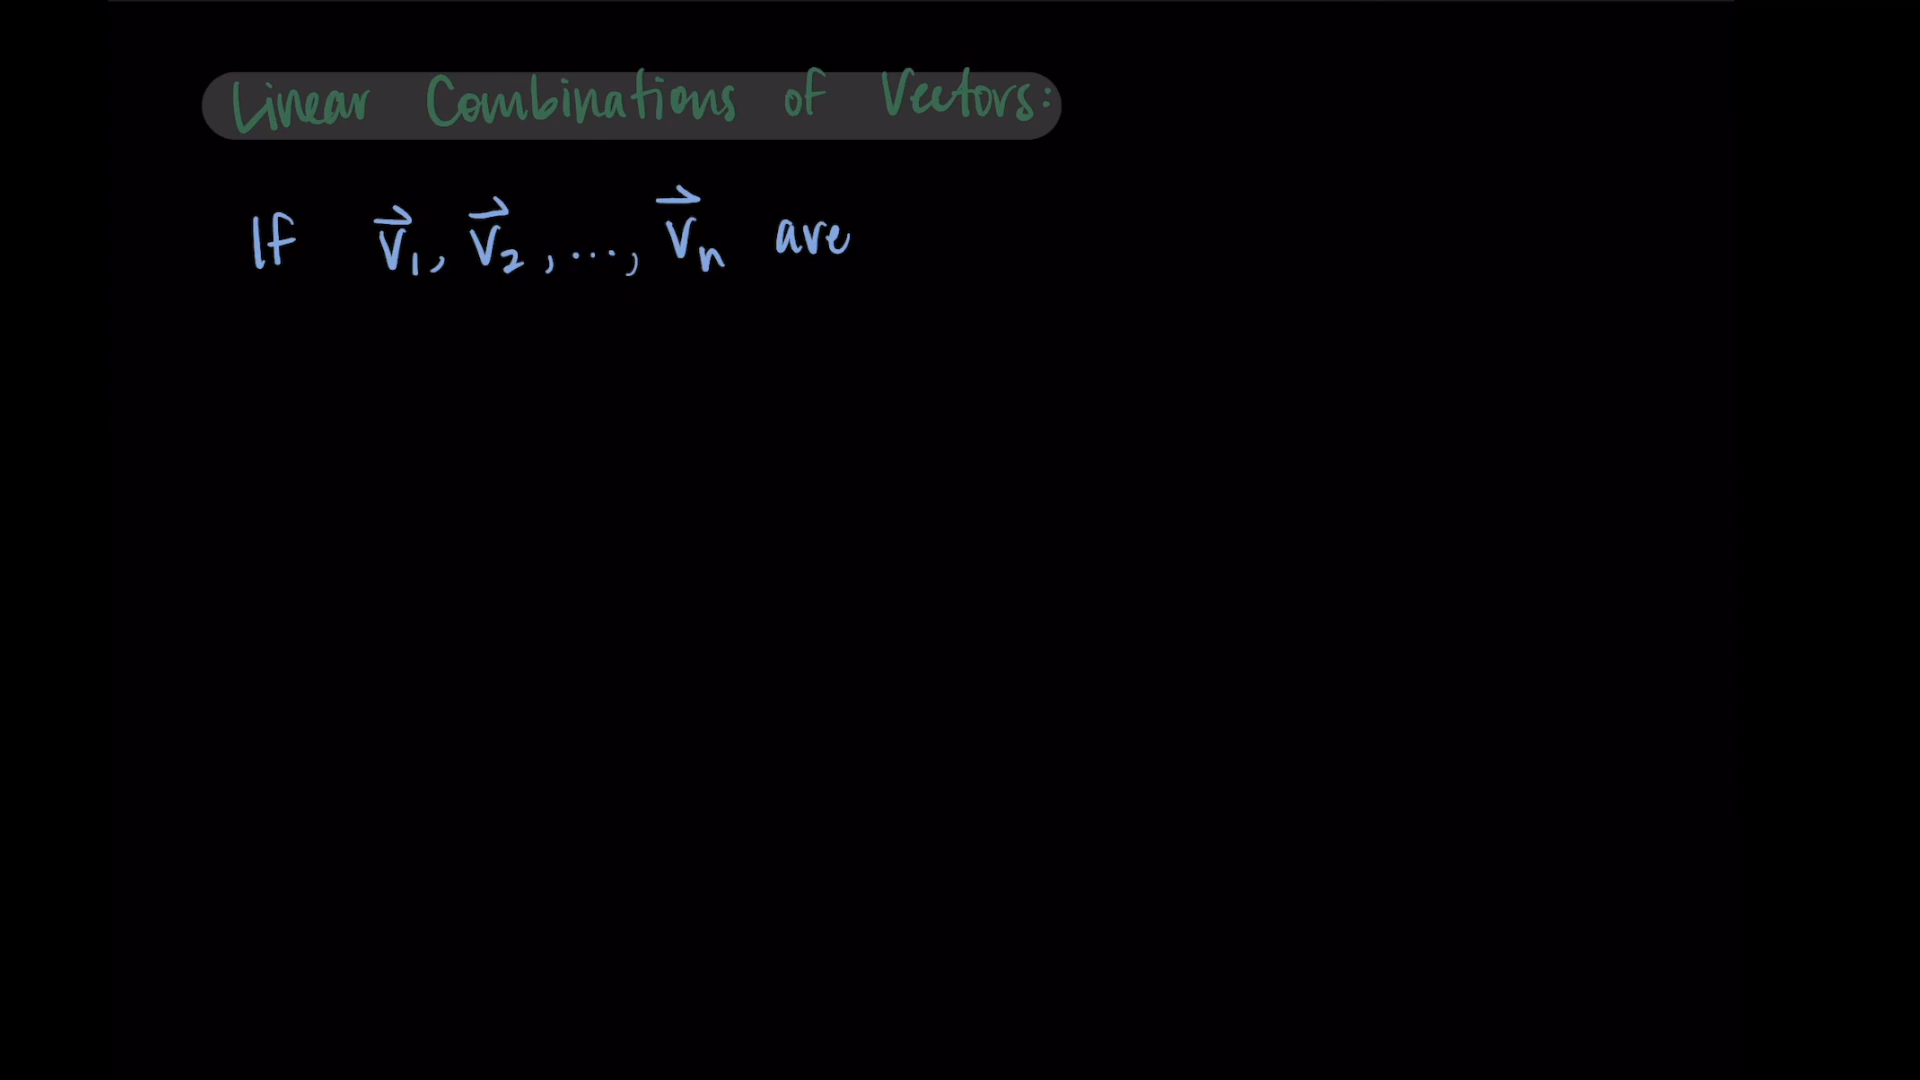 Linear Combinations of Vectors:
If v⃗₁, v⃗₂, ..., v⃗ₙ are